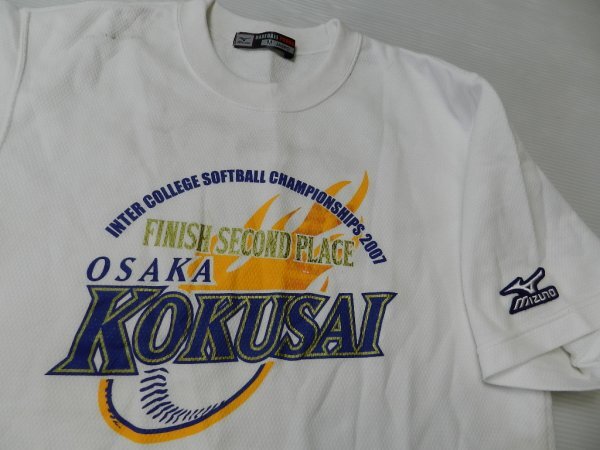 INTER COLLEGE SOFTBALL CHAMPIONSHIPS 2007
FINISH SECOND PLACE
OSAKA
KOKUSAI
MIZUNO